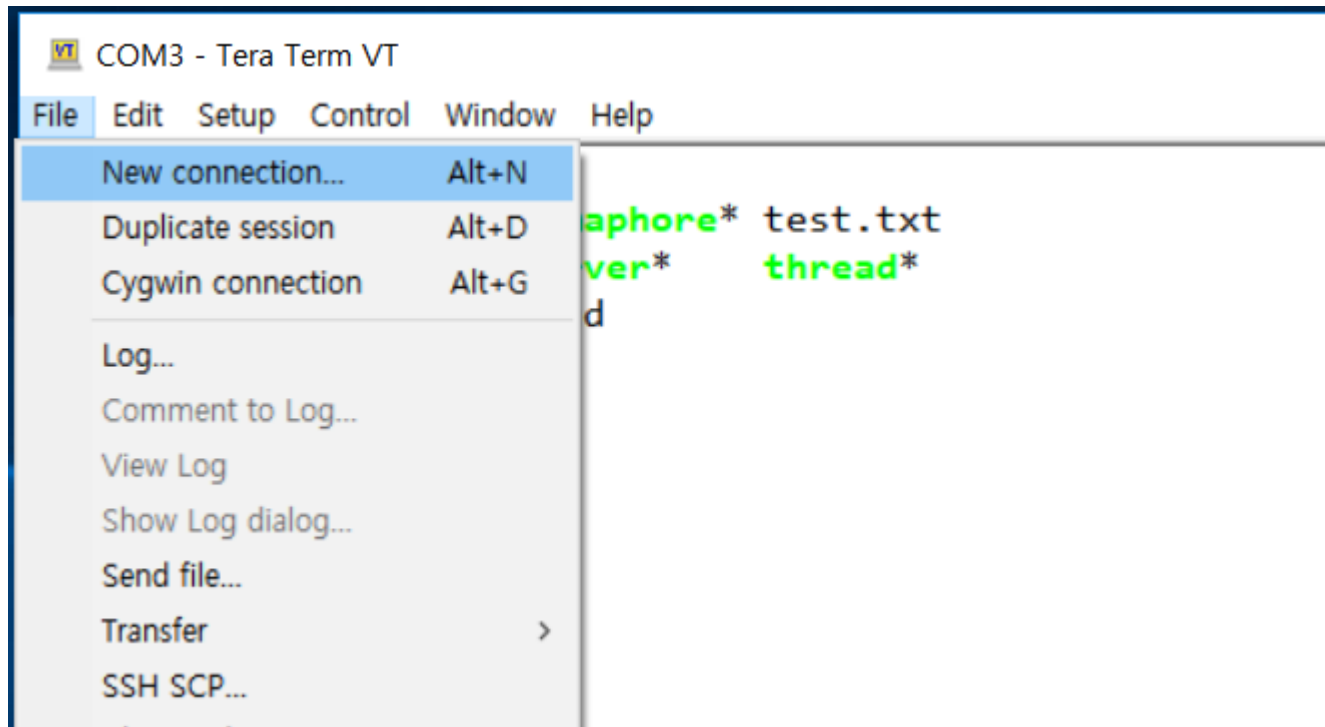 COM3 - Tera Term VT
File Edit Setup Control Window Help
New connection... Alt+N
Duplicate session Alt+D
Cygwin connection Alt+G
Log...
Comment to Log...
View Log
Show Log dialog...
Send file...
Transfer >
SSH SCP...
aphore* test.txt
ver* thread*
d